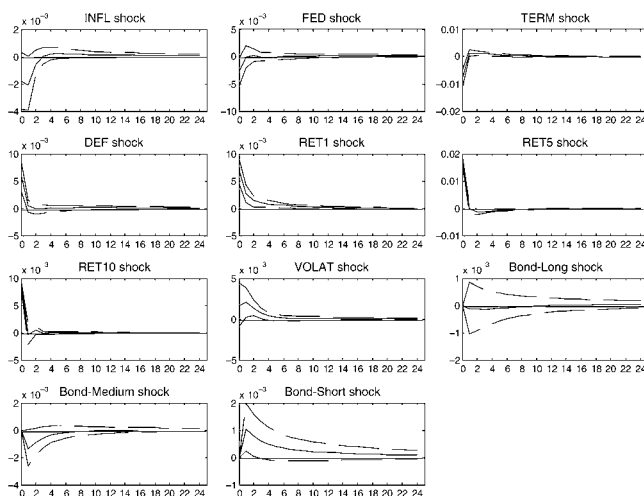 INFL shock
x 10⁻³
2
0
−2
−4
0 2 4 6 8 10 12 14 16 18 20 22 24
FED shock
x 10⁻³
5
0
−5
−10
0 2 4 6 8 10 12 14 16 18 20 22 24
TERM shock
0.01
0
−0.01
−0.02
0 2 4 6 8 10 12 14 16 18 20 22 24
DEF shock
x 10⁻³
10
5
0
−5
0 2 4 6 8 10 12 14 16 18 20 22 24
RET1 shock
x 10⁻³
10
5
0
−5
0 2 4 6 8 10 12 14 16 18 20 22 24
RET5 shock
0.02
0.01
0
−0.01
0 2 4 6 8 10 12 14 16 18 20 22 24
RET10 shock
x 10⁻³
10
5
0
−5
0 2 4 6 8 10 12 14 16 18 20 22 24
VOLAT shock
x 10⁻³
5
0
−5
0 2 4 6 8 10 12 14 16 18 20 22 24
Bond-Long shock
x 10⁻³
1
0
−1
−2
0 2 4 6 8 10 12 14 16 18 20 22 24
Bond-Medium shock
x 10⁻³
2
0
−2
−4
0 2 4 6 8 10 12 14 16 18 20 22 24
Bond-Short shock
x 10⁻³
2
1
0
−1
0 2 4 6 8 10 12 14 16 18 20 22 24